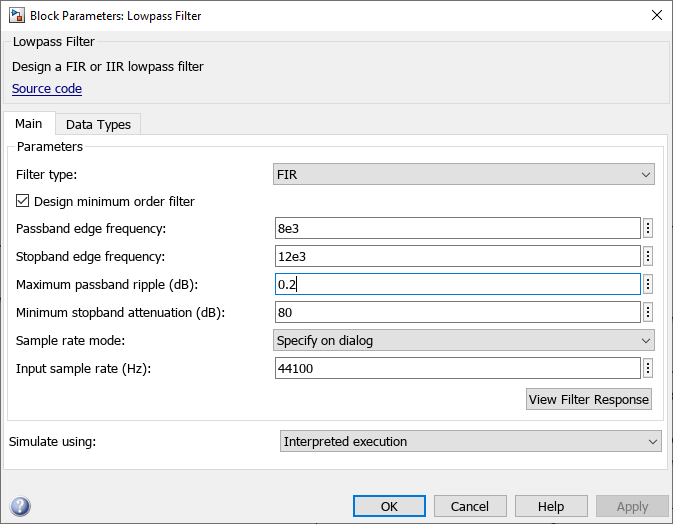 Block Parameters: Lowpass Filter
Lowpass Filter
Design a FIR or IIR lowpass filter
Source code
Main Data Types
Parameters
Filter type: FIR
Design minimum order filter
Passband edge frequency: 8e3
Stopband edge frequency: 12e3
Maximum passband ripple (dB): 0.2
Minimum stopband attenuation (dB): 80
Sample rate mode: Specify on dialog
Input sample rate (Hz): 44100
View Filter Response
Simulate using: Interpreted execution
? OK Cancel Help Apply